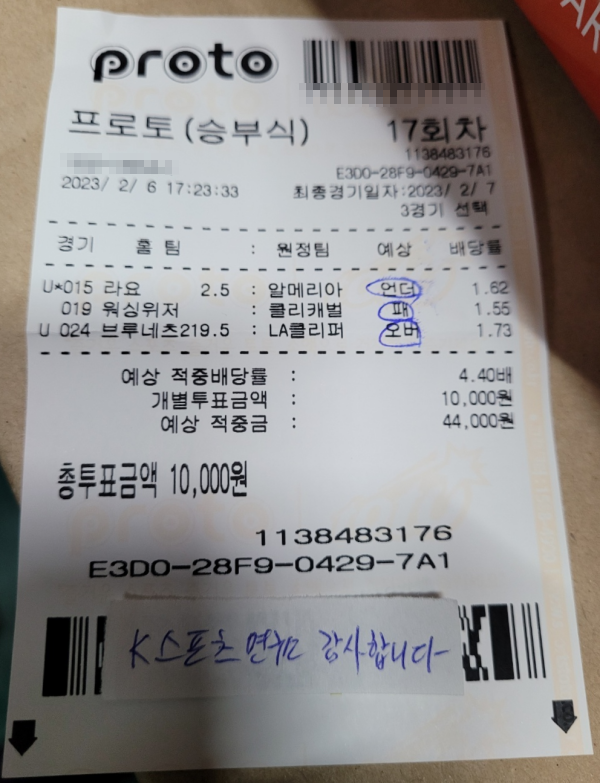 proto
프로토(승부식) 17회차
1138483176
E3D0-28F9-0429-7A1
2023/ 2/ 6 17:23:33 최종경기일자:2023/ 2/ 7
3경기 선택
경기 홈 팀 : 원정팀 예상 배당률
U*015 라요 2.5 : 알메리아 언더 1.62
019 워싱위저 : 클리캐벌 패 1.55
U 024 브루네츠219.5 : LA클리퍼 오버 1.73
예상 적중배당률 : 4.40배
개별투표금액 : 10,000원
예상 적중금 : 44,000원
총투표금액 10,000원
1138483176
E3D0-28F9-0429-7A1
K스포츠연구 감사합니다